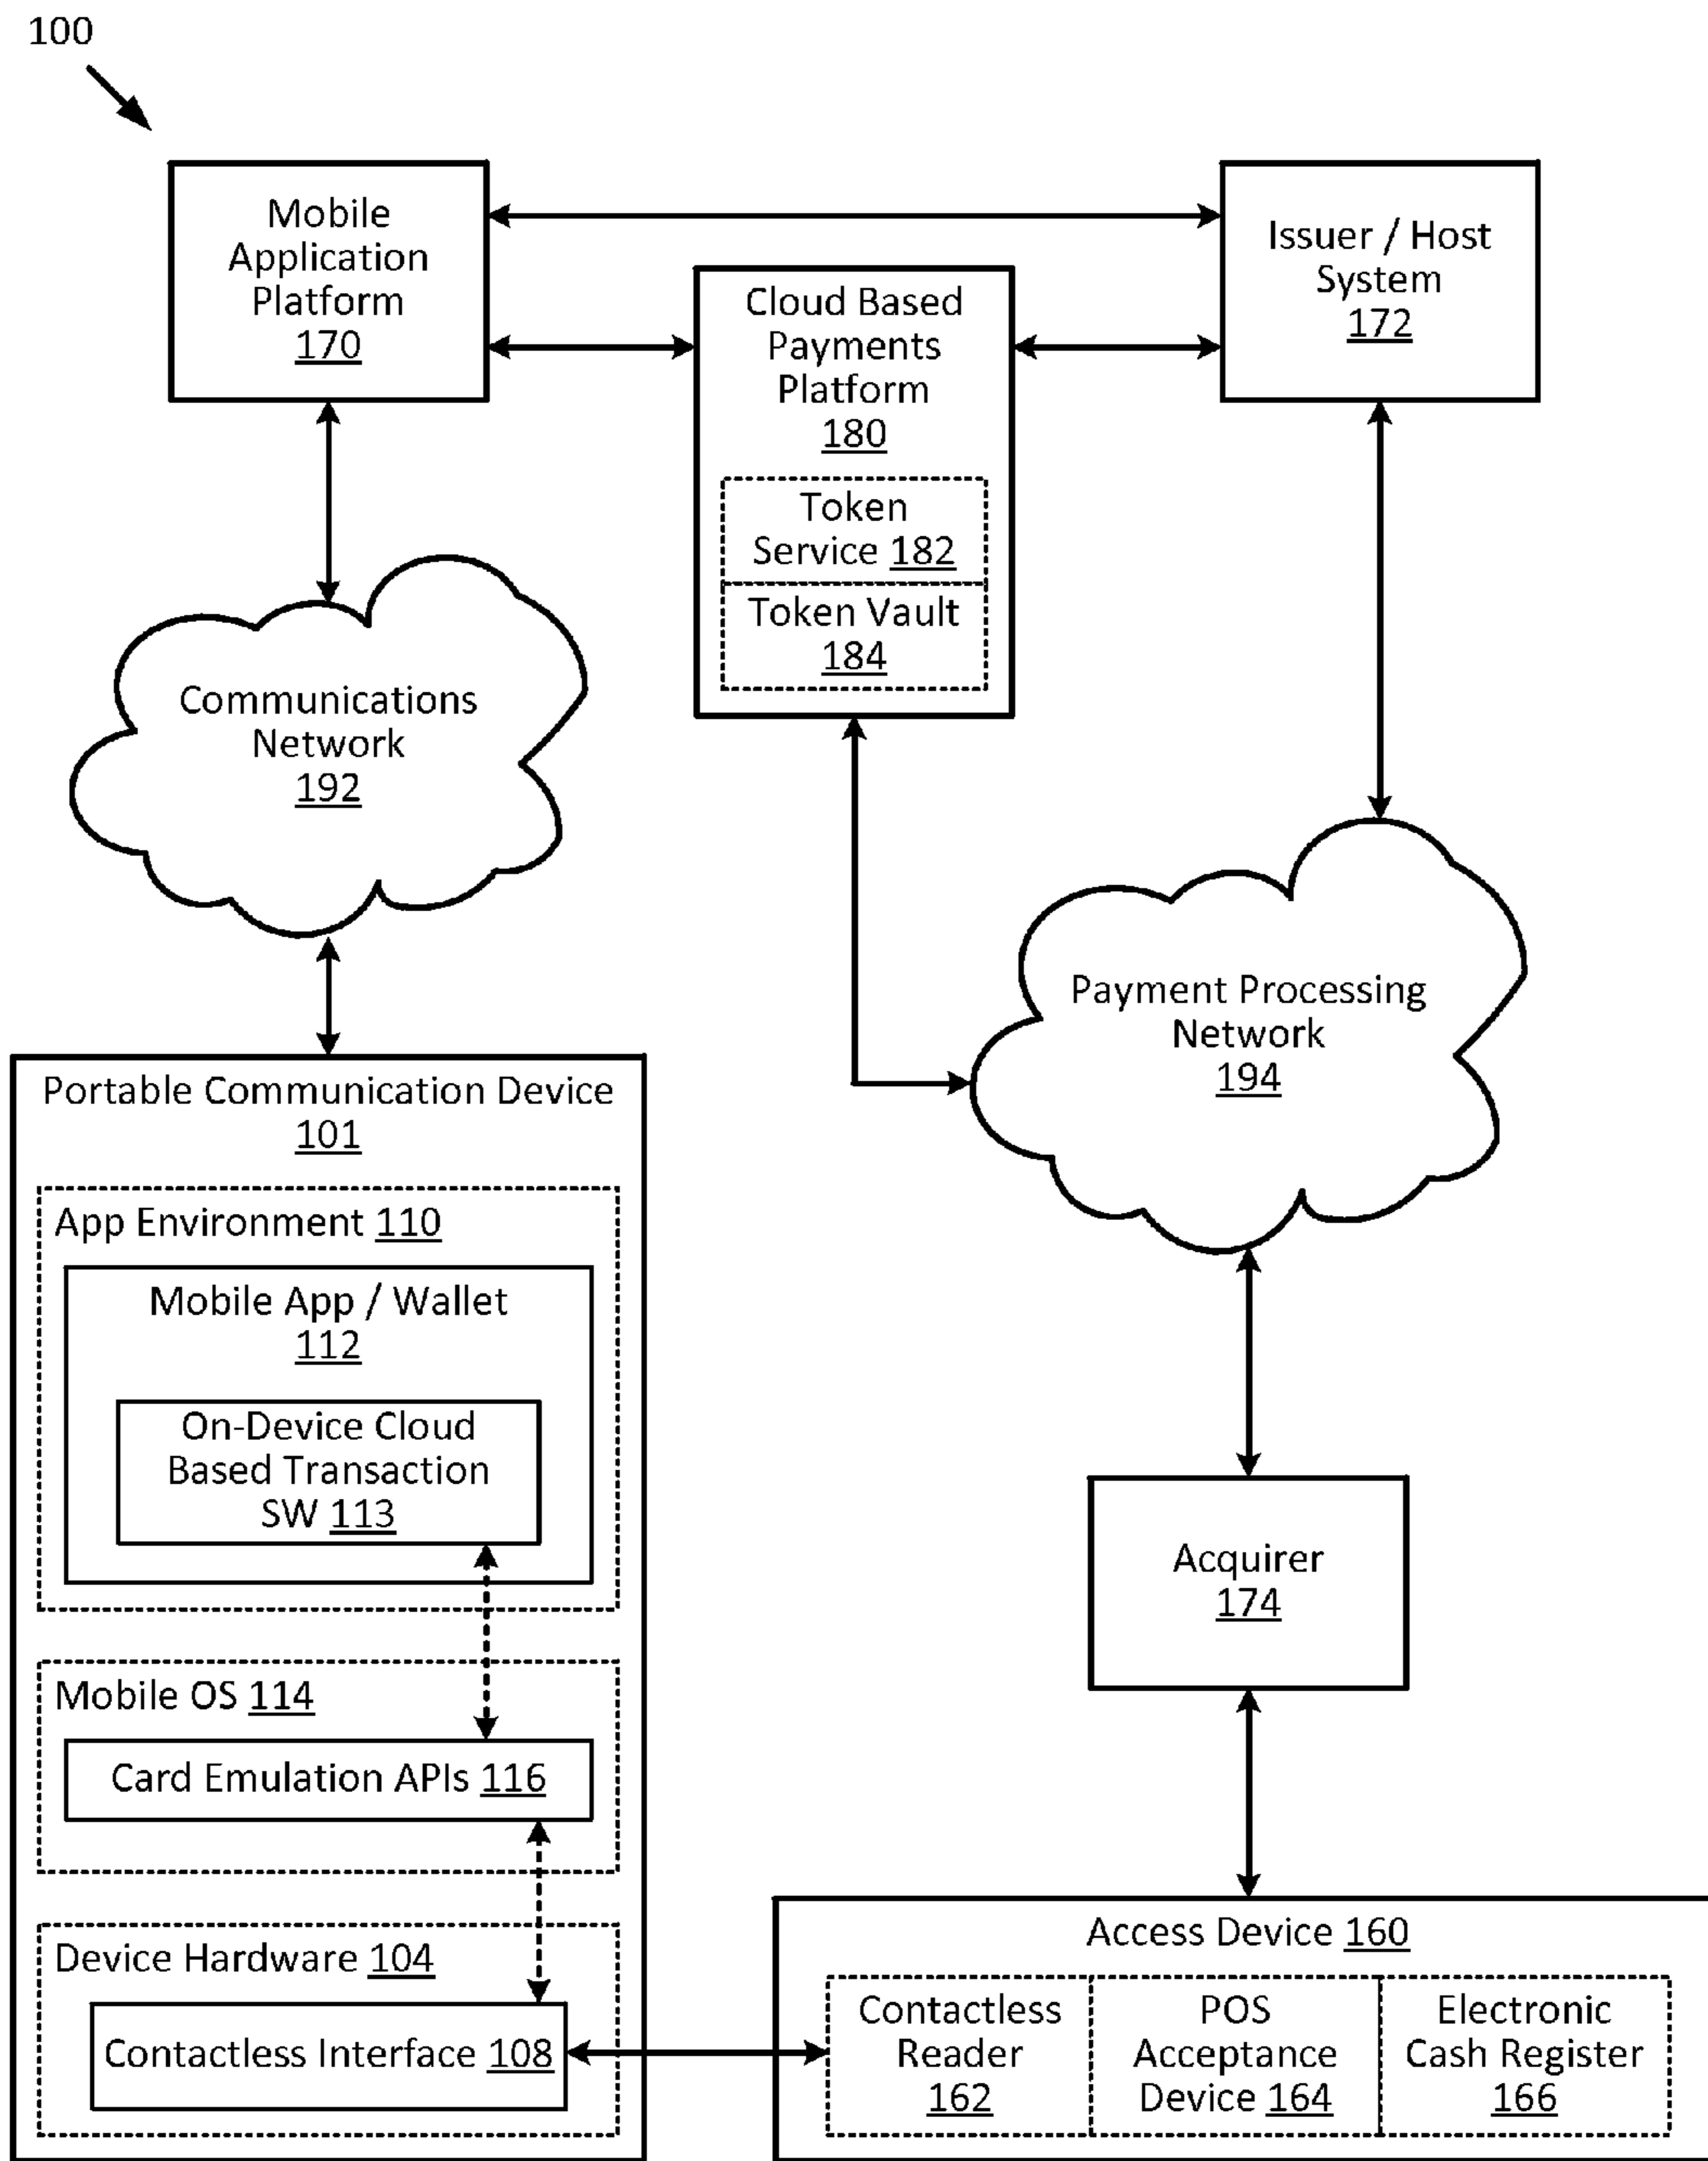 100
Mobile
Application
Platform
170
Issuer / Host
System
172
Cloud Based
Payments
Platform
180
Token
Service 182
Token Vault
184
Communications
Network
192
Payment Processing
Network
194
Portable Communication Device
101
App Environment 110
Mobile App / Wallet
112
On-Device Cloud
Based Transaction
SW 113
Mobile OS 114
Card Emulation APIs 116
Device Hardware 104
Contactless Interface 108
Acquirer
174
Access Device 160
Contactless
Reader
162
POS
Acceptance
Device 164
Electronic
Cash Register
166